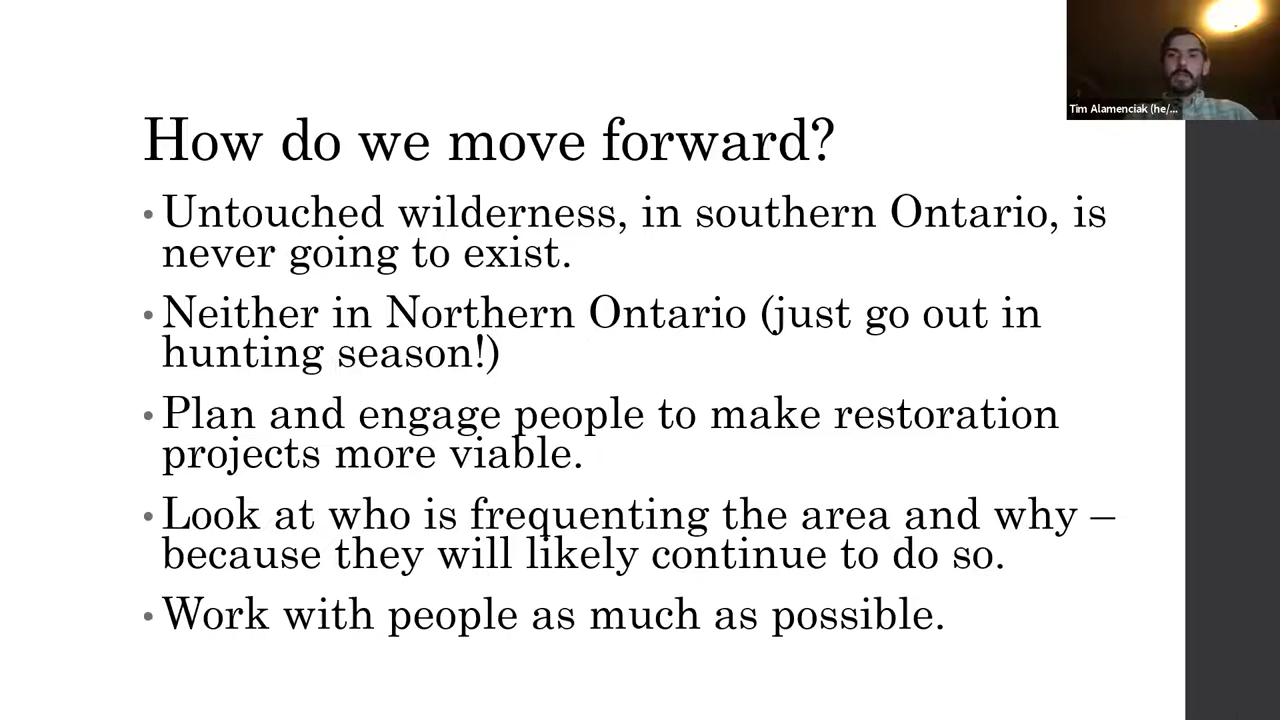 Tim Alamenciak (he/...
How do we move forward?
• Untouched wilderness, in southern Ontario, is
never going to exist.
• Neither in Northern Ontario (just go out in
hunting season!)
• Plan and engage people to make restoration
projects more viable.
• Look at who is frequenting the area and why –
because they will likely continue to do so.
• Work with people as much as possible.